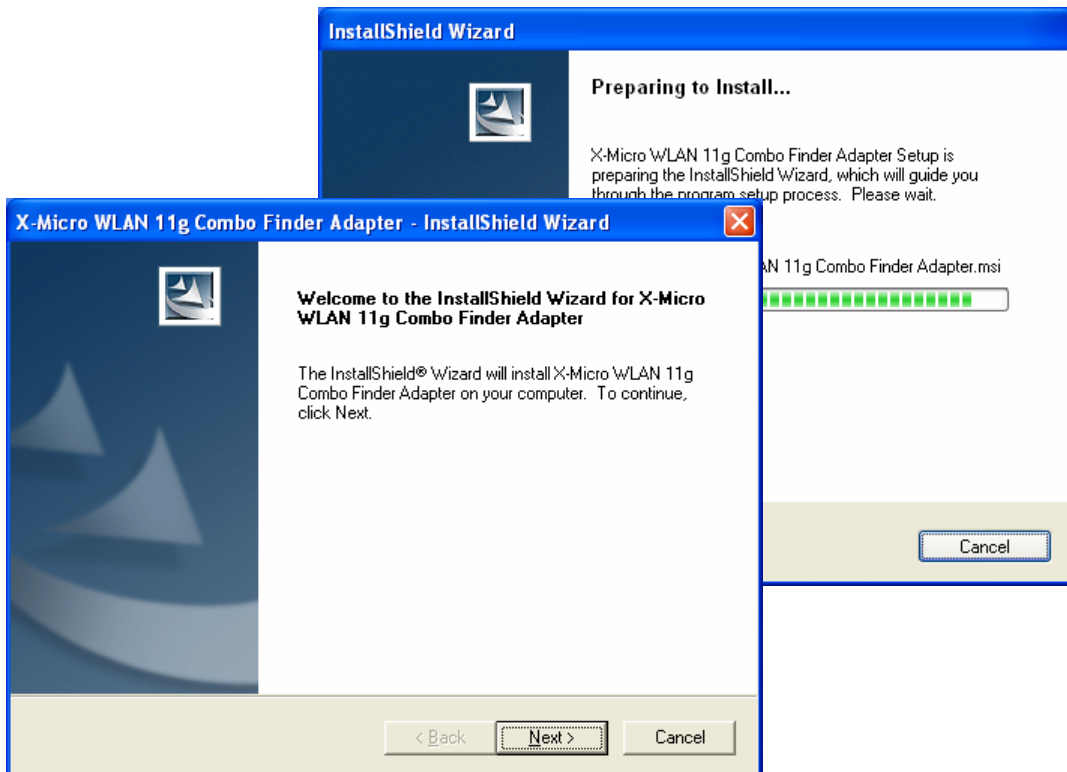 InstallShield Wizard
Preparing to Install...
X-Micro WLAN 11g Combo Finder Adapter Setup is
preparing the InstallShield Wizard, which will guide you
through the program setup process.  Please wait.
11g Combo Finder Adapter.msi
Cancel
X-Micro WLAN 11g Combo Finder Adapter - InstallShield Wizard
Welcome to the InstallShield Wizard for X-Micro
WLAN 11g Combo Finder Adapter
The InstallShield® Wizard will install X-Micro WLAN 11g
Combo Finder Adapter on your computer.  To continue,
click Next.
< Back
Next >
Cancel